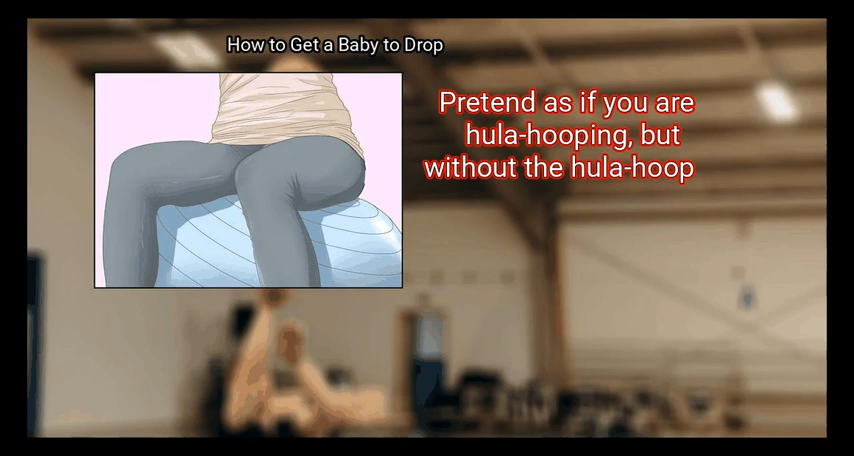 How to Get a Baby to Drop
Pretend as if you are
hula-hooping, but
without the hula-hoop